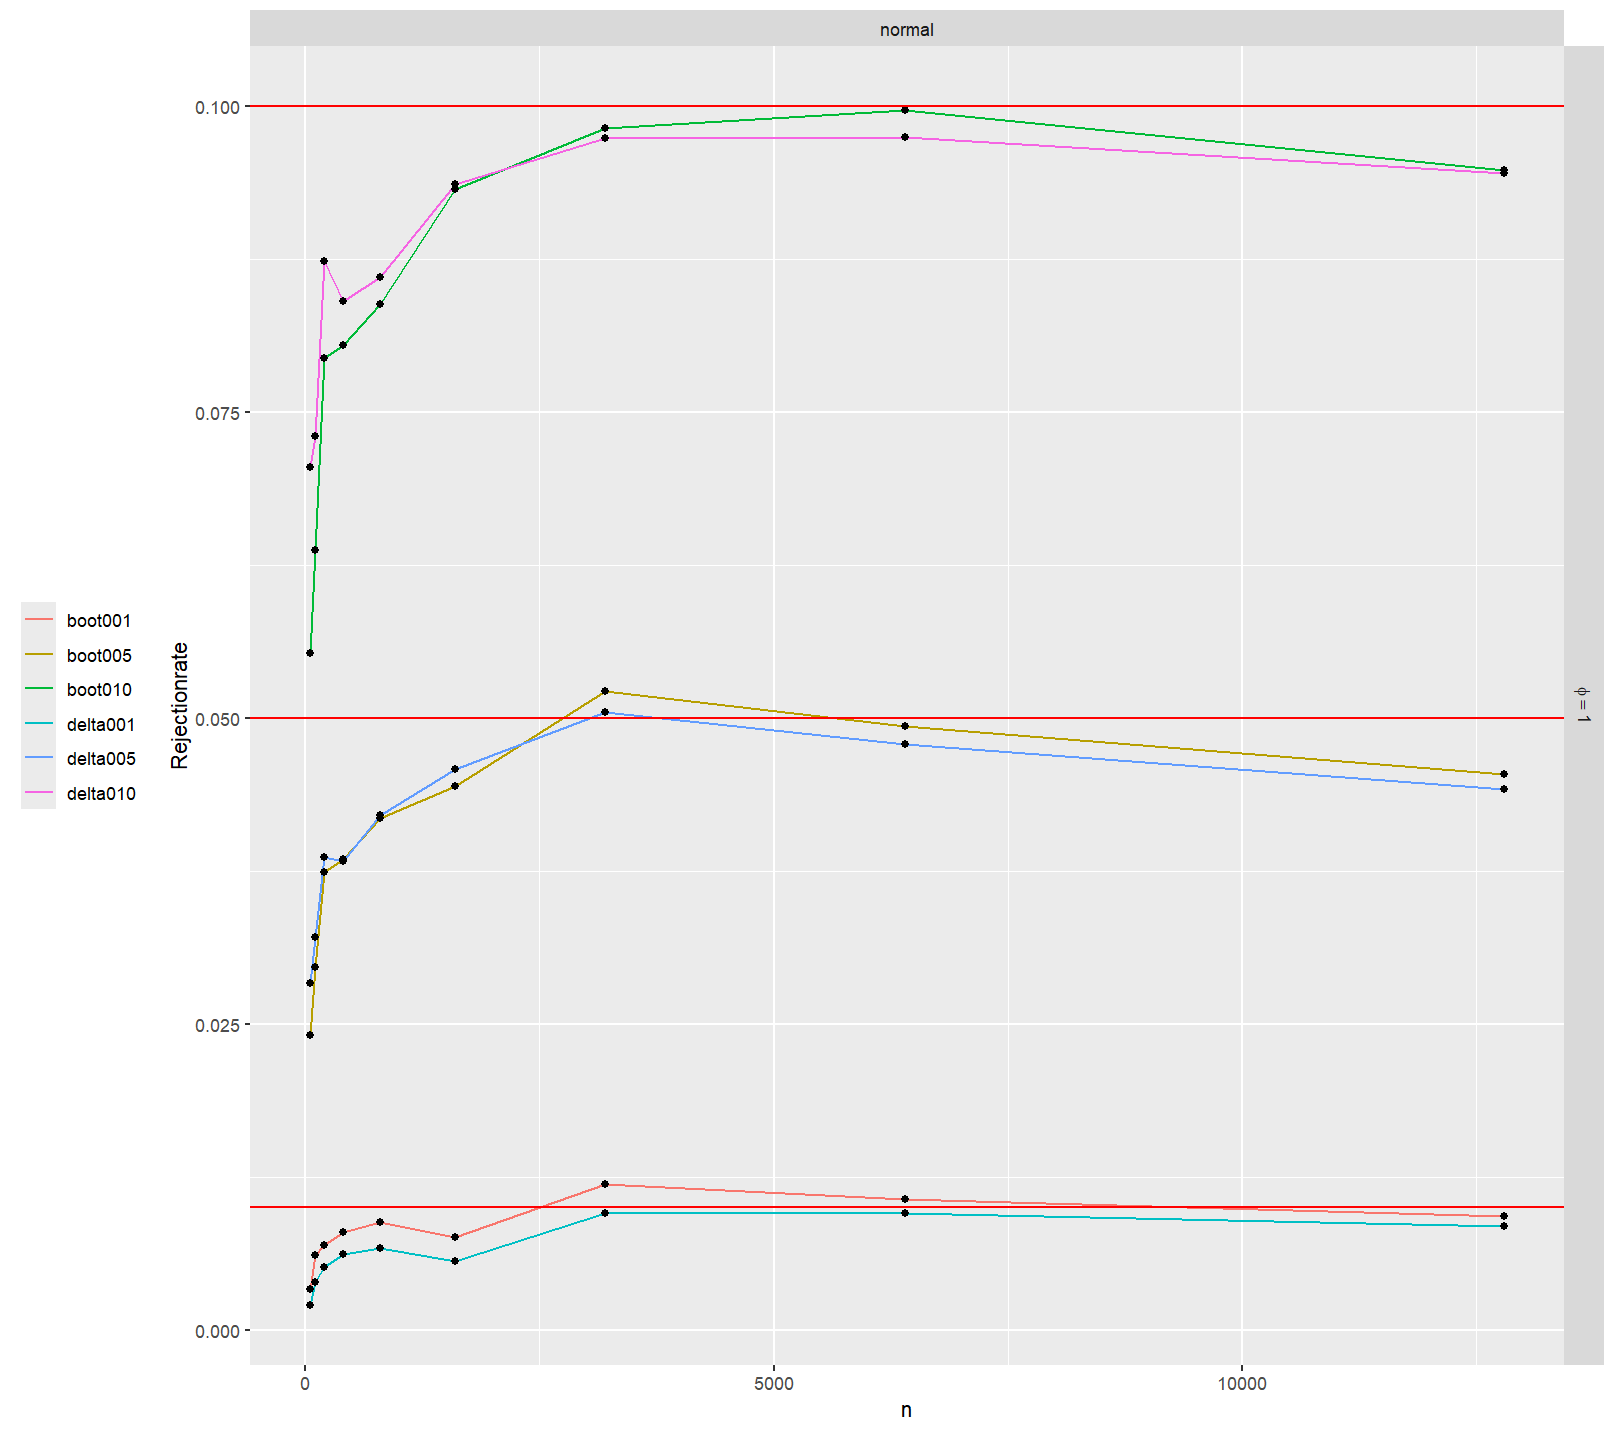 normal
0.100
0.075
0.050
0.025
0.000
Rejectionrate
boot001
boot005
boot010
delta001
delta005
delta010
ϕ = 1
0 5000 10000
n